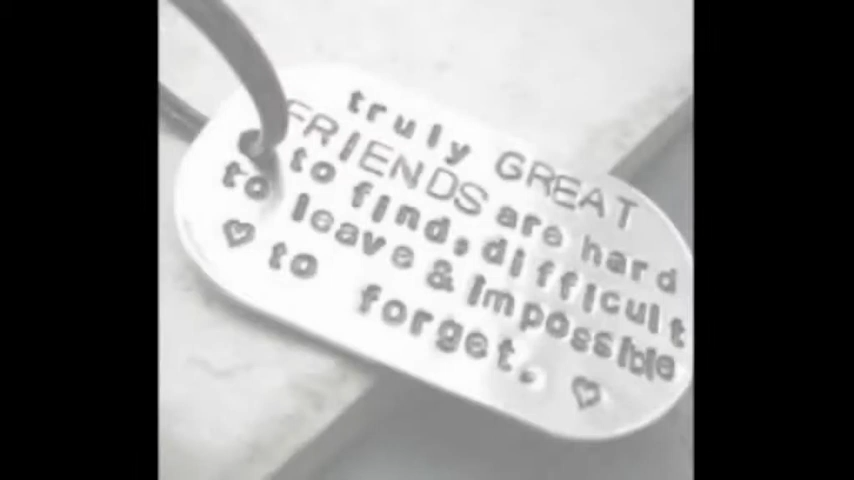 truly GREAT
FRIENDS are hard
to find, difficult
to leave & impossible
♡ to forget. ♡